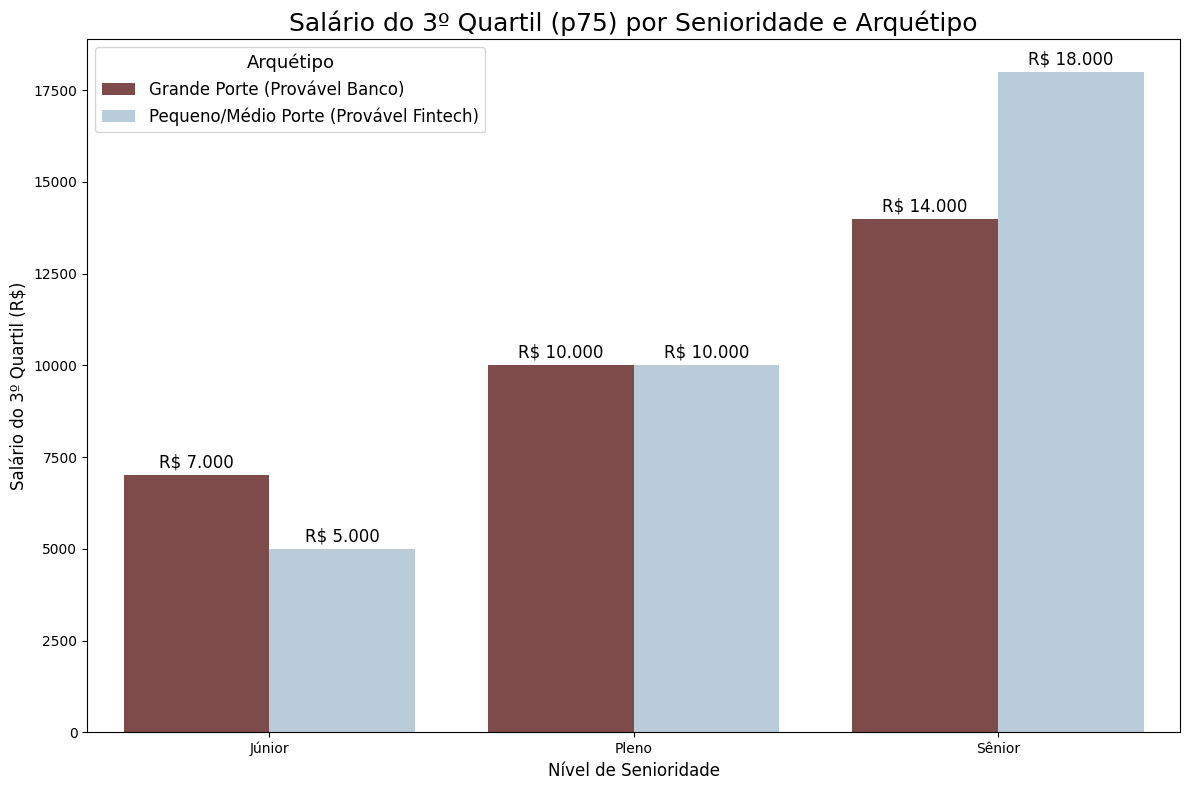 Salário do 3º Quartil (p75) por Senioridade e Arquétipo
Arquétipo
Grande Porte (Provável Banco)
Pequeno/Médio Porte (Provável Fintech)
Salário do 3º Quartil (R$)
17500
15000
12500
10000
7500
5000
2500
0
R$ 7.000
R$ 5.000
R$ 10.000
R$ 10.000
R$ 14.000
R$ 18.000
Júnior
Pleno
Sênior
Nível de Senioridade